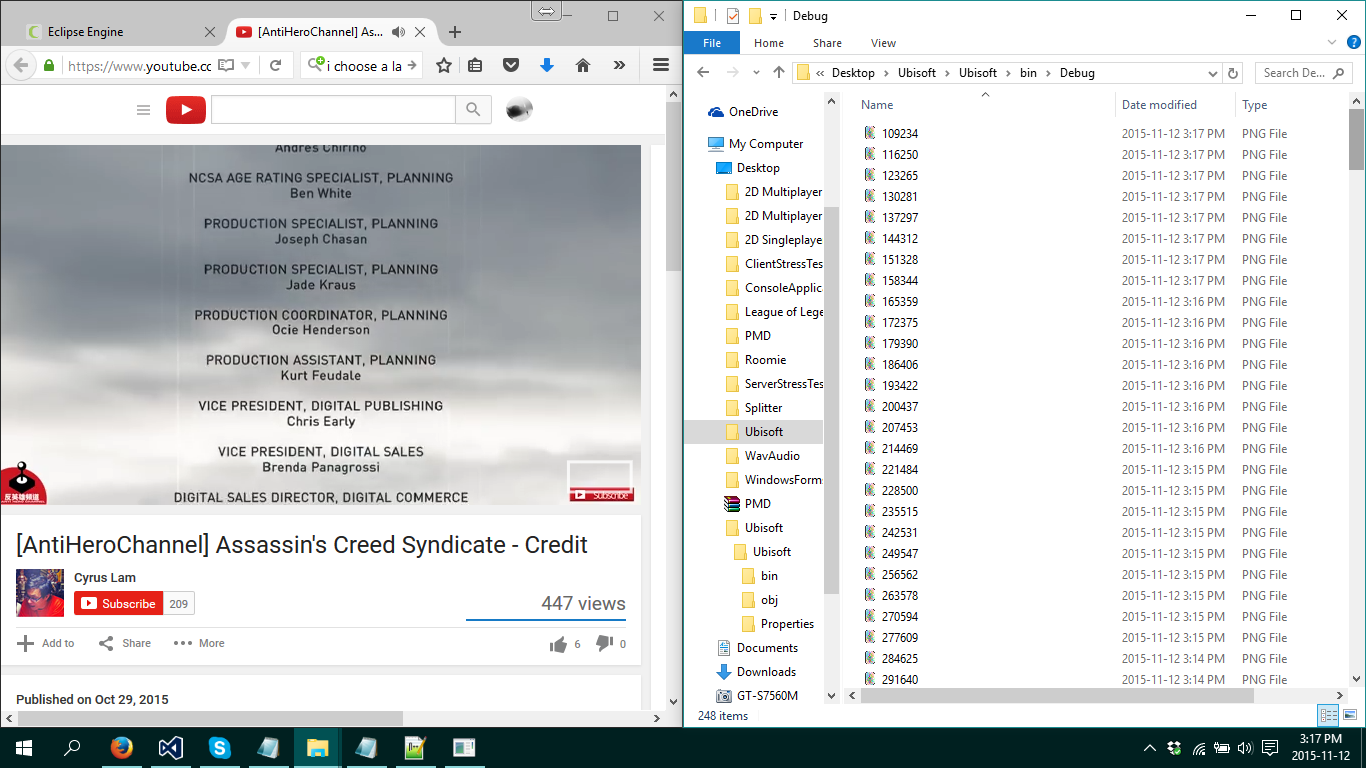 Eclipse Engine
[AntiHeroChannel] As...
https://www.youtube.cc
i choose a la
Andres Chirino
NCSA AGE RATING SPECIALIST, PLANNING
Ben White
PRODUCTION SPECIALIST, PLANNING
Joseph Chasan
PRODUCTION SPECIALIST, PLANNING
Jade Kraus
PRODUCTION COORDINATOR, PLANNING
Ocie Henderson
PRODUCTION ASSISTANT, PLANNING
Kurt Feudale
VICE PRESIDENT, DIGITAL PUBLISHING
Chris Early
VICE PRESIDENT, DIGITAL SALES
Brenda Panagrossi
DIGITAL SALES DIRECTOR, DIGITAL COMMERCE
反英雄頻道
Subscribe
[AntiHeroChannel] Assassin's Creed Syndicate - Credit
Cyrus Lam
Subscribe 209
447 views
Add to Share More 6 0
Published on Oct 29, 2015
Debug
File Home Share View
« Desktop Ubisoft Ubisoft bin Debug
Search De...
OneDrive
My Computer
Desktop
2D Multiplayer
2D Multiplayer
2D Singleplaye
ClientStressTes
ConsoleApplic
League of Lege
PMD
Roomie
ServerStressTes
Splitter
Ubisoft
WavAudio
WindowsForm
PMD
Ubisoft
Ubisoft
bin
obj
Properties
Documents
Downloads
GT-S7560M
Name Date modified Type
109234 2015-11-12 3:17 PM PNG File
116250 2015-11-12 3:17 PM PNG File
123265 2015-11-12 3:17 PM PNG File
130281 2015-11-12 3:17 PM PNG File
137297 2015-11-12 3:17 PM PNG File
144312 2015-11-12 3:17 PM PNG File
151328 2015-11-12 3:17 PM PNG File
158344 2015-11-12 3:17 PM PNG File
165359 2015-11-12 3:16 PM PNG File
172375 2015-11-12 3:16 PM PNG File
179390 2015-11-12 3:16 PM PNG File
186406 2015-11-12 3:16 PM PNG File
193422 2015-11-12 3:16 PM PNG File
200437 2015-11-12 3:16 PM PNG File
207453 2015-11-12 3:16 PM PNG File
214469 2015-11-12 3:16 PM PNG File
221484 2015-11-12 3:15 PM PNG File
228500 2015-11-12 3:15 PM PNG File
235515 2015-11-12 3:15 PM PNG File
242531 2015-11-12 3:15 PM PNG File
249547 2015-11-12 3:15 PM PNG File
256562 2015-11-12 3:15 PM PNG File
263578 2015-11-12 3:15 PM PNG File
270594 2015-11-12 3:15 PM PNG File
277609 2015-11-12 3:15 PM PNG File
284625 2015-11-12 3:14 PM PNG File
291640 2015-11-12 3:14 PM PNG File
248 items
3:17 PM
2015-11-12